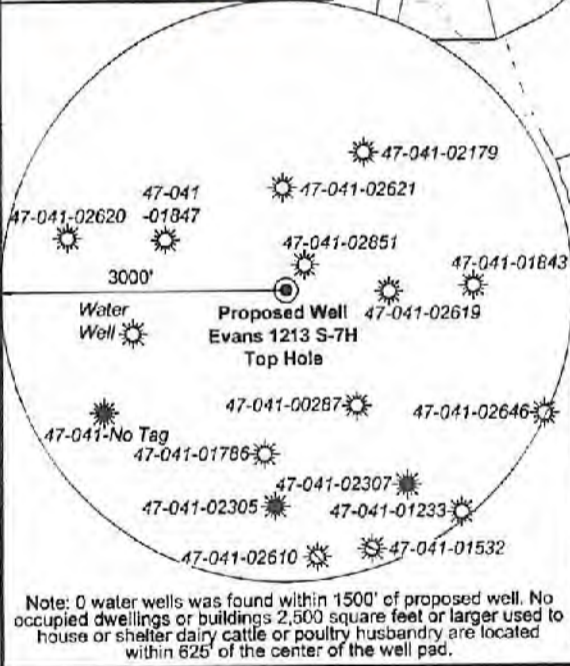 47-041-02179
47-041-02621
47-041
-01847
47-041-02620
47-041-02851
47-041-01843
3000'
Water
Well
Proposed Well
Evans 1213 S-7H
Top Hole
47-041-02619
47-041-00287
47-041-02646
47-041-No Tag
47-041-01786
47-041-02307
47-041-02305
47-041-01233
47-041-02610
47-041-01532
Note: 0 water wells was found within 1500' of proposed well. No
occupied dwellings or buildings 2,500 square feet or larger used to
house or shelter dairy cattle or poultry husbandry are located
within 625' of the center of the well pad.